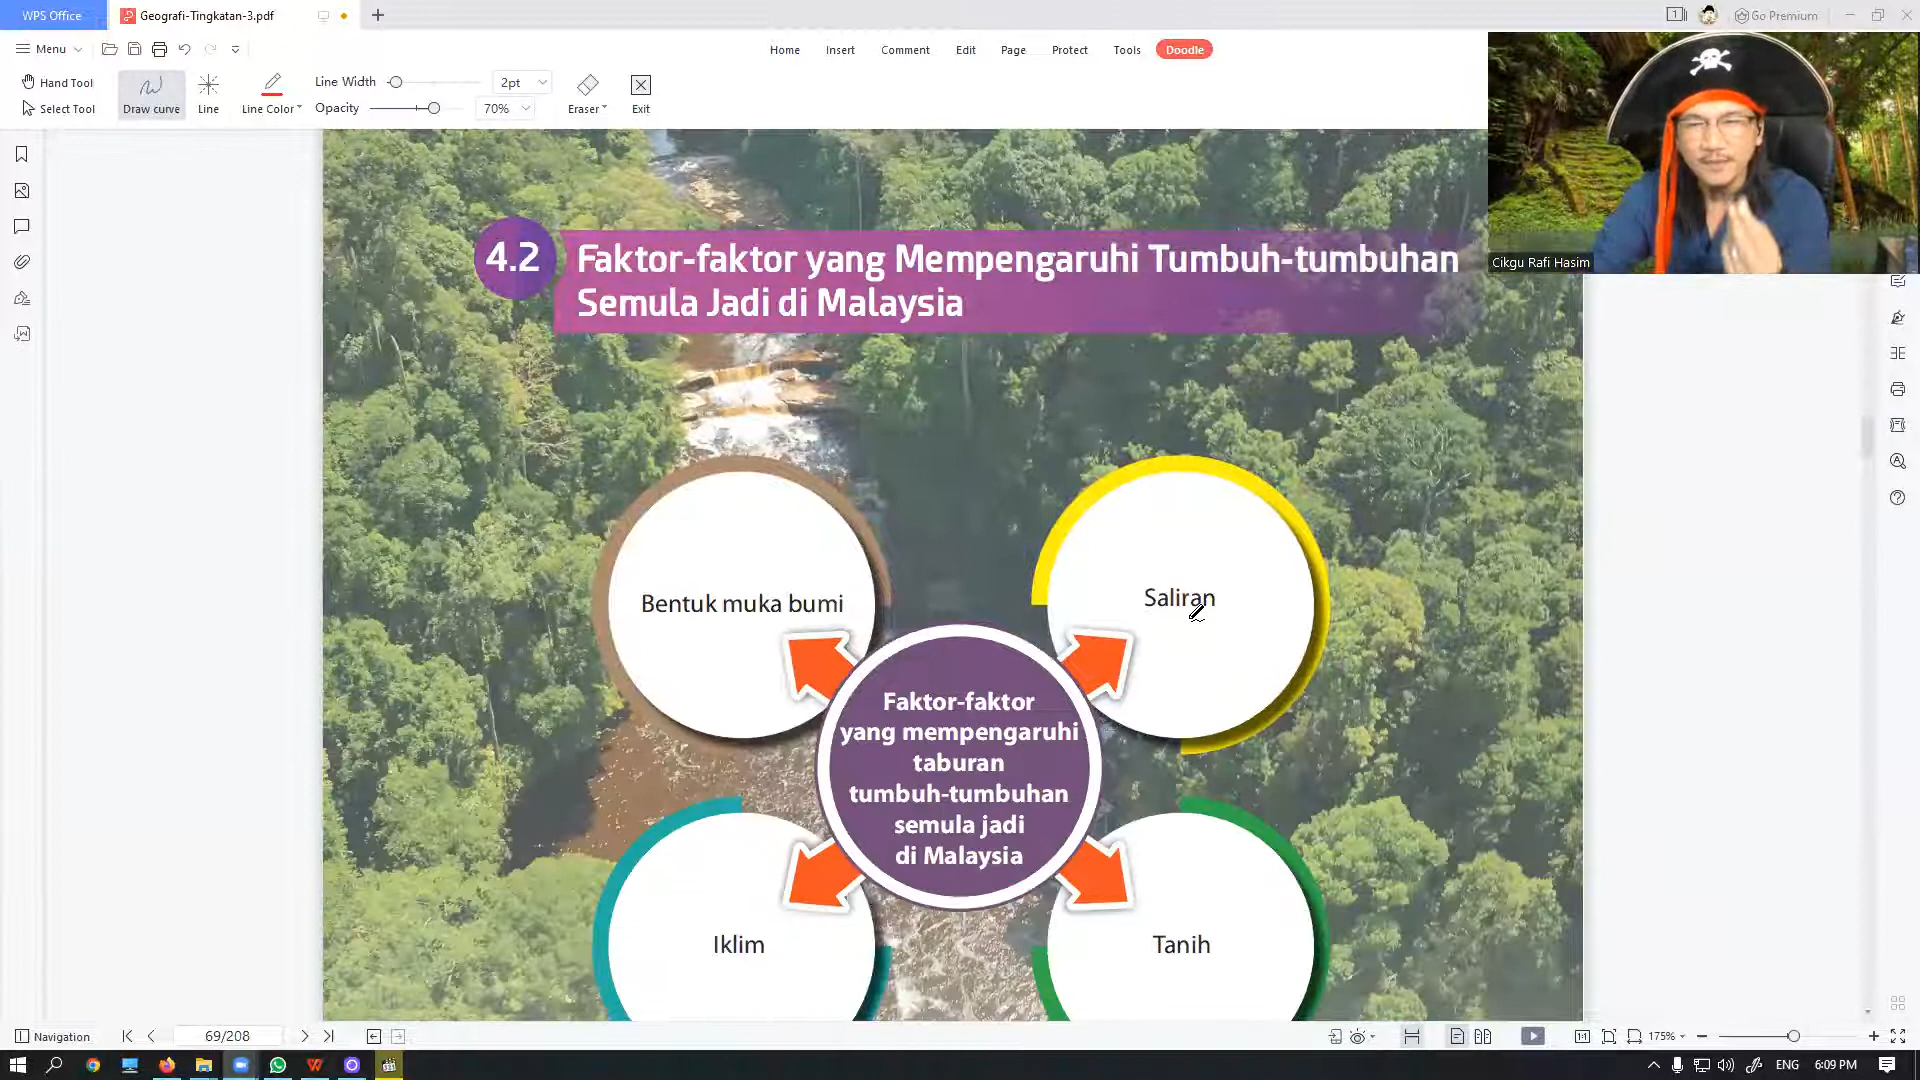 WPS Office
Geografi-Tingkatan-3.pdf
Go Premium
Menu
Home
Insert
Comment
Edit
Page
Protect
Tools
Doodle
Hand Tool
Select Tool
Draw curve
Line
Line Color
Line Width
2pt
Opacity
70%
Eraser
Exit
Cikgu Rafi Hasim
4.2
Faktor-faktor yang Mempengaruhi Tumbuh-tumbuhan
Semula Jadi di Malaysia
Bentuk muka bumi
Saliran
Faktor-faktor
yang mempengaruhi
taburan
tumbuh-tumbuhan
semula jadi
di Malaysia
Iklim
Tanih
Navigation
69/208
175%
ENG
6:09 PM